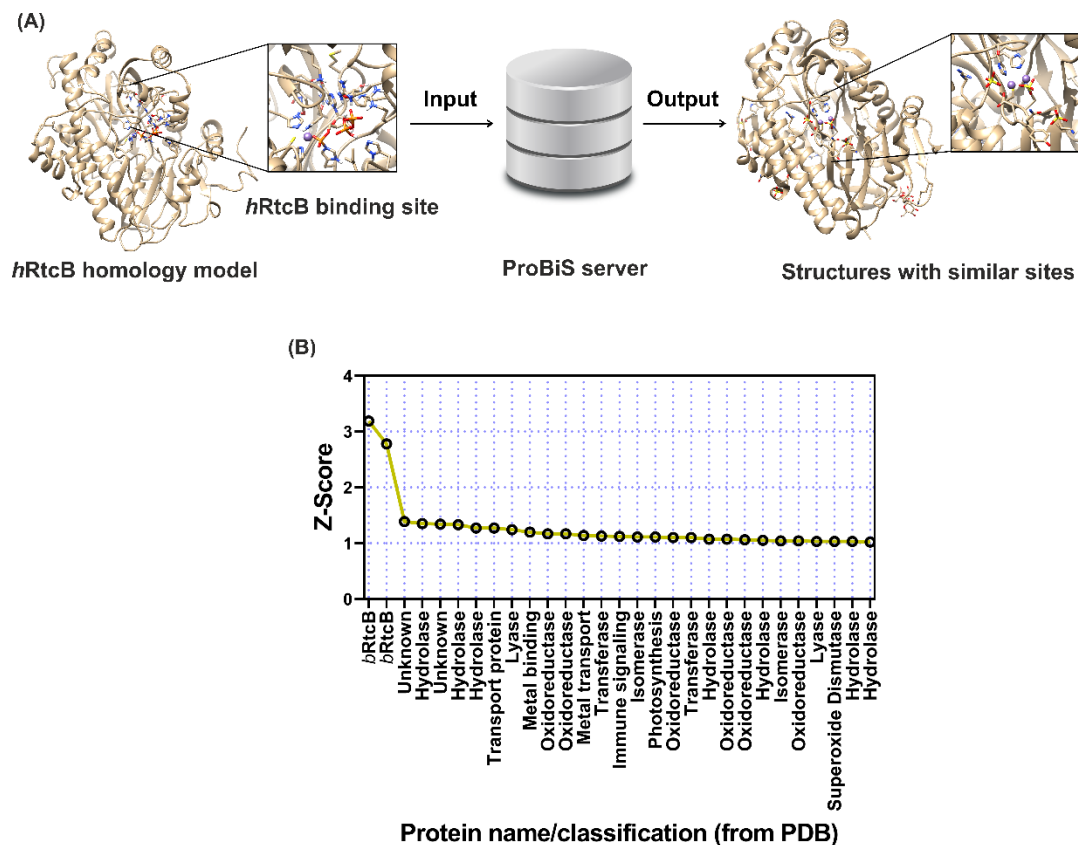 (A)
Input
Output
hRtcB binding site
hRtcB homology model
ProBiS server
Structures with similar sites
(B)
Z-Score
4
3
2
1
0
bRtcB
bRtcB
Unknown
Hydrolase
Unknown
Hydrolase
Hydrolase
Transport protein
Lyase
Metal binding
Oxidoreductase
Oxidoreductase
Metal transport
Transferase
Immune signaling
Isomerase
Photosynthesis
Oxidoreductase
Transferase
Hydrolase
Oxidoreductase
Oxidoreductase
Hydrolase
Isomerase
Oxidoreductase
Lyase
Superoxide Dismutase
Hydrolase
Hydrolase
Protein name/classification (from PDB)